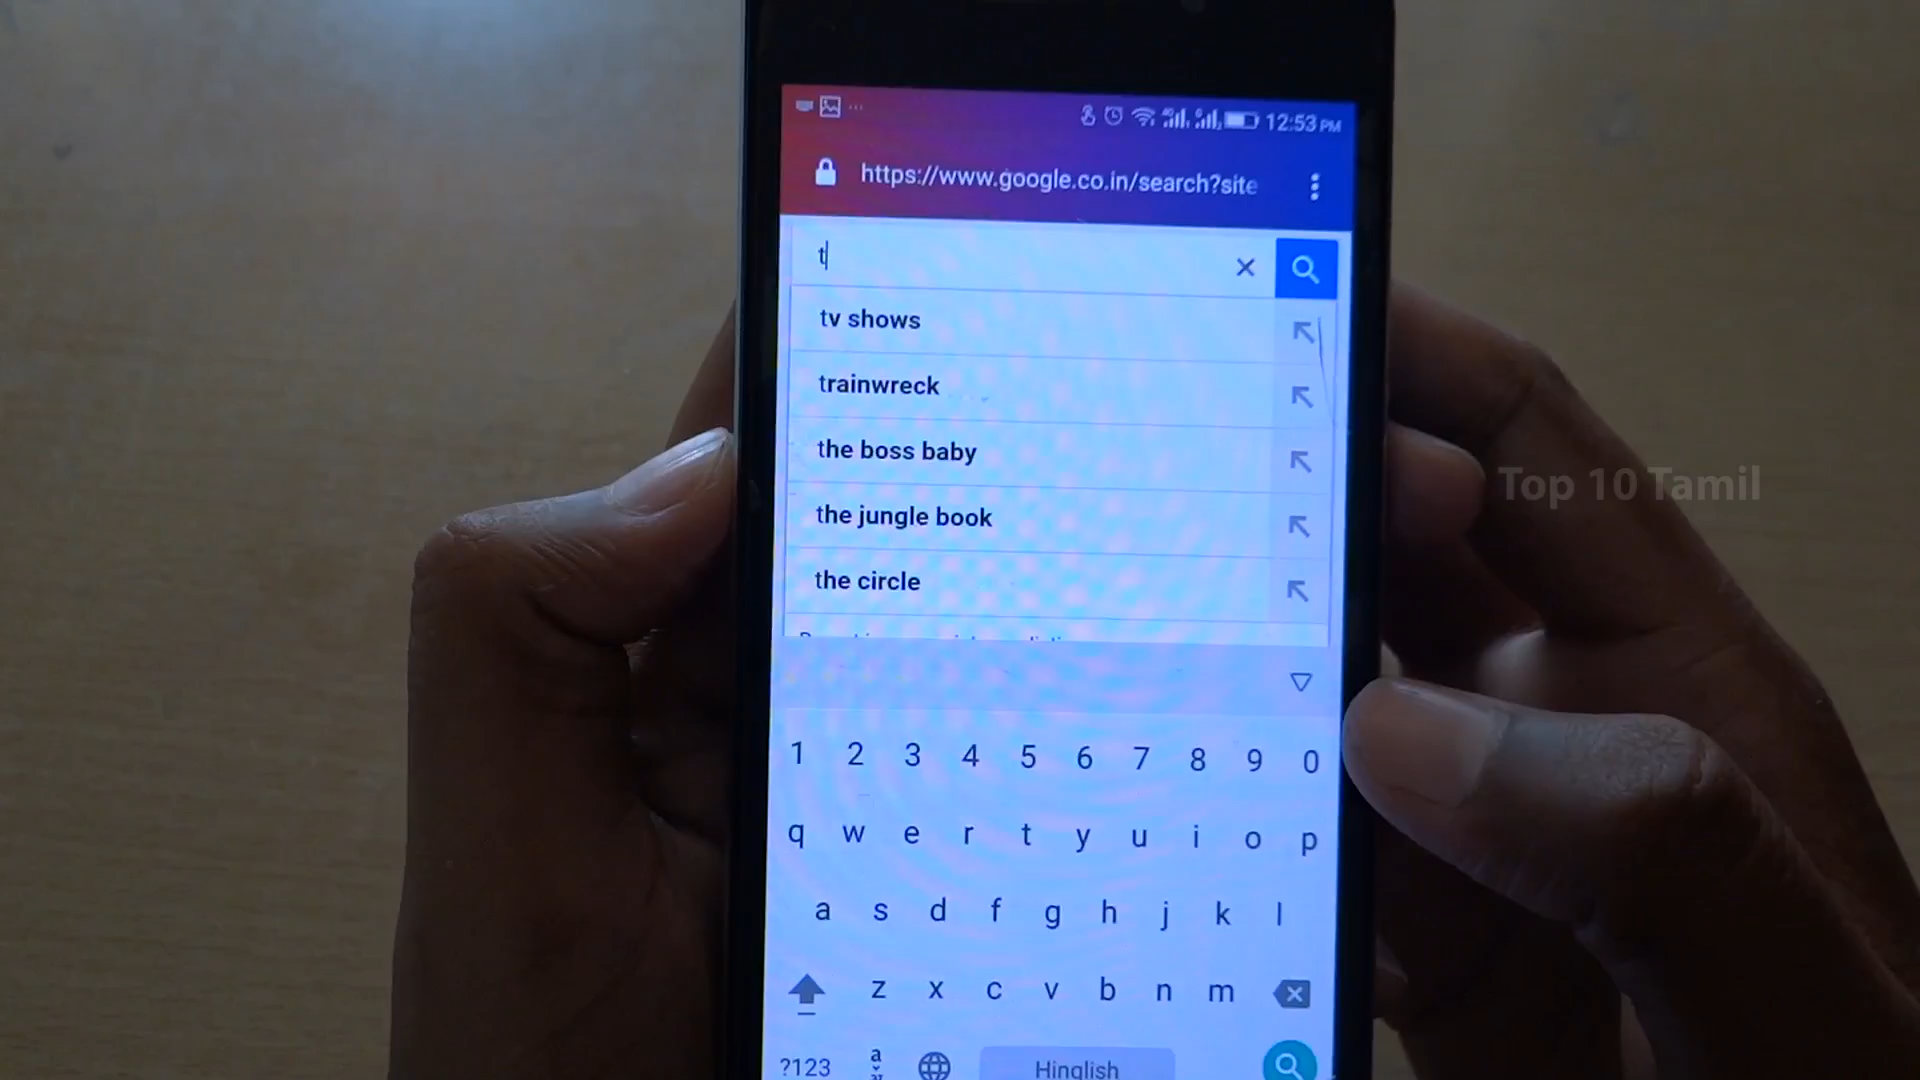 12:53 PM
https://www.google.co.in/search?site
t
tv shows
trainwreck
the boss baby
the jungle book
the circle
Top 10 Tamil
1 2 3 4 5 6 7 8 9 0
q w e r t y u i o p
a s d f g h j k l
z x c v b n m
?123 Hinglish